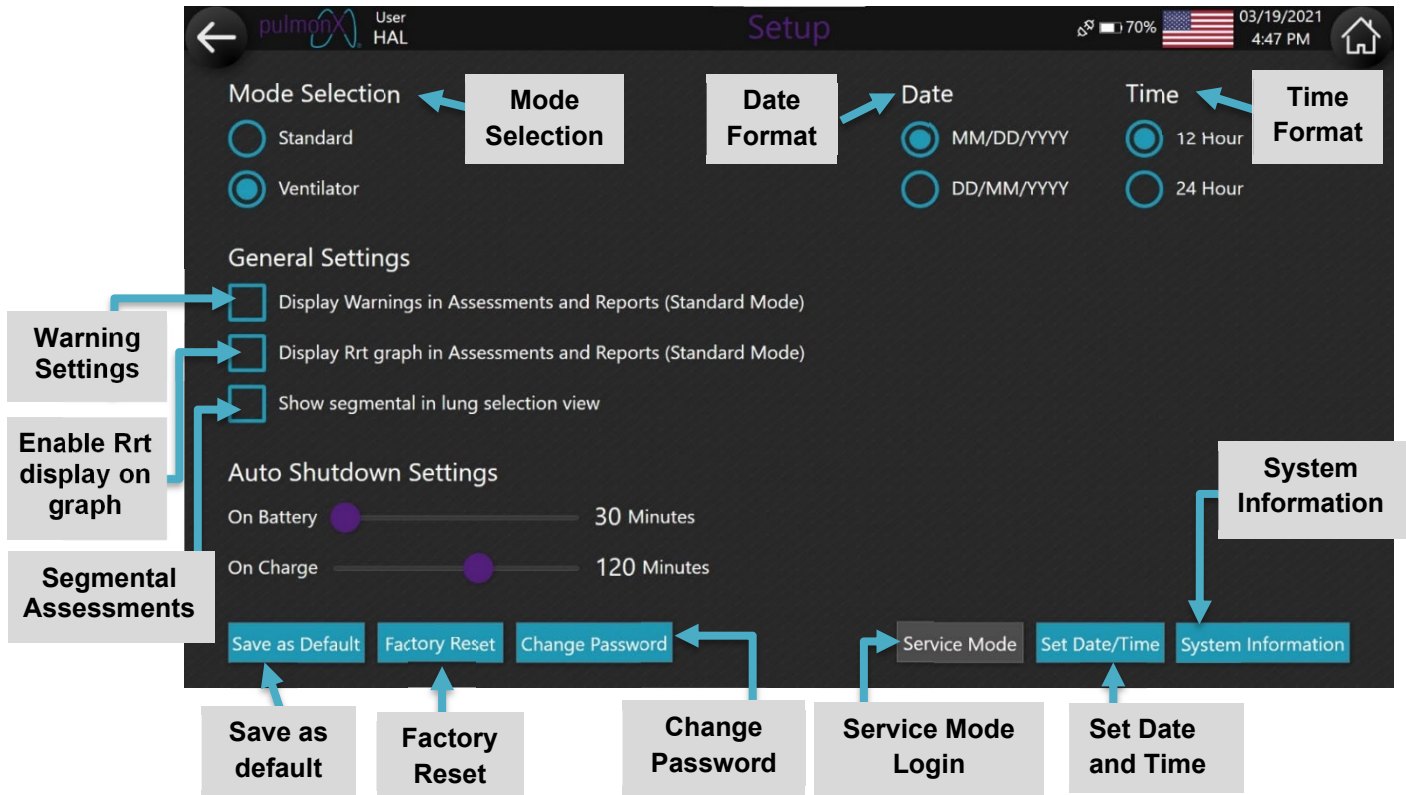 pulmonX
User
HAL
Setup
70%
03/19/2021
4:47 PM
Mode Selection
Mode
Selection
Date
Format
Date
Time
Time
Format
Standard
MM/DD/YYYY
12 Hour
Ventilator
DD/MM/YYYY
24 Hour
General Settings
Display Warnings in Assessments and Reports (Standard Mode)
Warning
Settings
Display Rrt graph in Assessments and Reports (Standard Mode)
Show segmental in lung selection view
Enable Rrt
display on
graph
Auto Shutdown Settings
System
Information
On Battery
30 Minutes
On Charge
120 Minutes
Segmental
Assessments
Save as Default
Factory Reset
Change Password
Service Mode
Set Date/Time
System Information
Save as
default
Factory
Reset
Change
Password
Service Mode
Login
Set Date
and Time